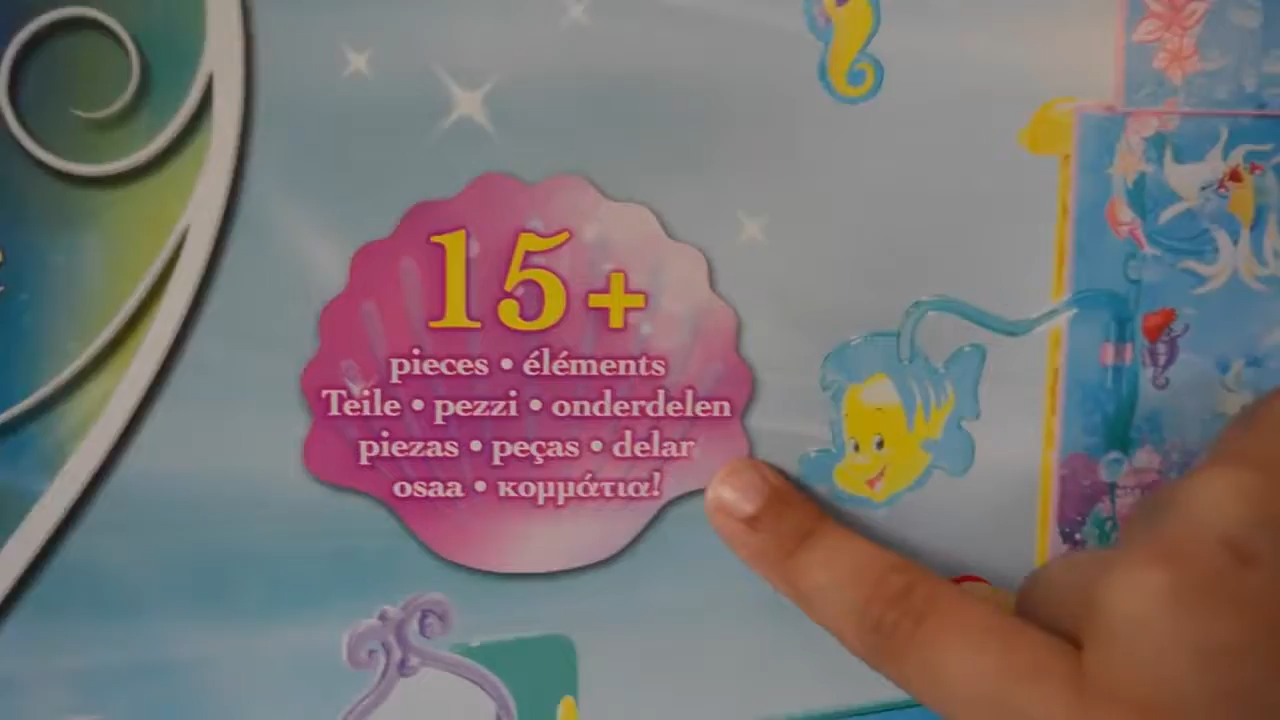 15+
pieces • éléments
Teile • pezzi • onderdelen
piezas • peças • delar
osaa • κομμάτια!